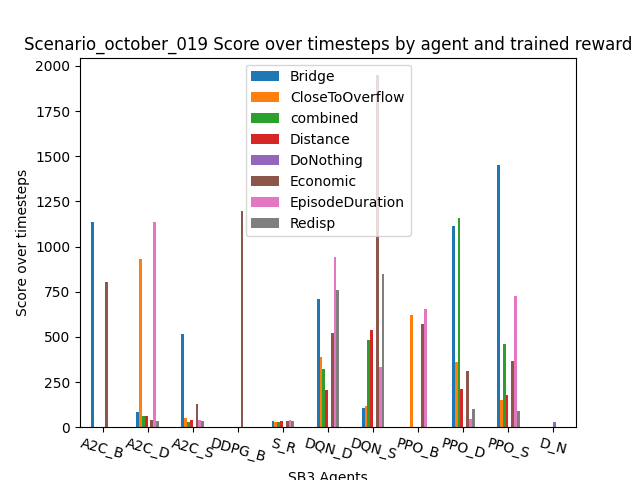 Scenario_october_019 Score over timesteps by agent and trained reward
Score over timesteps
2000
1750
1500
1250
1000
750
500
250
0
Bridge
CloseToOverflow
combined
Distance
DoNothing
Economic
EpisodeDuration
Redisp
A2C_B
A2C_D
A2C_S
DDPG_B
S_R
DQN_D
DQN_S
PPO_B
PPO_D
PPO_S
D_N
SB3 Agents